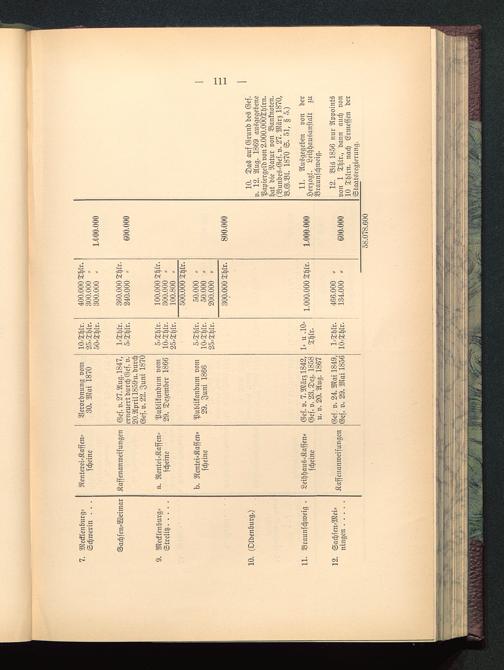 — 111 —
7. Mecklenburg-
Schwerin . . .
Renterei-Kassen-
scheine
Verordnung vom
30. Mai 1870
10-Thlr.
25-Thlr.
50-Thlr.
400.000 Thlr.
300.000 „
300.000 „
1.000.000
Sachsen-Weimar
Kassenanweisungen
Ges. v. 27. Aug. 1847,
erneuert durch Ges. v.
20. April 1859 u. durch
Ges. v. 22. Juni 1870
1-Thlr.
5-Thlr.
360.000 Thlr.
240.000 „
600.000
9. Mecklenburg-
Strelitz . . . . .
a. Rentei-Kassen-
scheine
Publikandum vom
29. Dezember 1866
5-Thlr.
10-Thlr.
25-Thlr.
100.000 Thlr.
300.000 „
100.000 „
500.000 Thlr.
b. Rentei-Kassen-
scheine
Publikandum vom
29. Juni 1866
5-Thlr.
10-Thlr.
25-Thlr.
50.000 „
50.000 „
200.000 „
300.000 Thlr.
800.000
10. (Oldenburg.)
10. Das auf Grund des Ges.
v. 12. Aug. 1869 ausgegebene
Papiergeld von 2.000.000 Thlrn.
hat die Natur von Banknoten.
(Bundes-Ges. v. 27. März 1870,
B.G.Bl. 1870 S. 51, § 5.)
11. Braunschweig .
Leihhaus-Kassen-
scheine
Ges. v. 7. März 1842,
Ges. v. 23. Dez. 1858
u. v. 20. Aug. 1867
1- u. 10-
Thlr.
1.000.000 Thlr.
1.000.000
11. Ausgegeben von der
Herzogl. Leihhausanstalt zu
Braunschweig.
12. Sachsen-Mei-
ningen . . . . .
Kassenanweisungen
Ges. v. 24. Mai 1849,
Ges. v. 29. Mai 1856
1-Thlr.
10-Thlr.
466.000 „
134.000 „
600.000
12. Bis 1856 nur Appoints
von 1 Thlr., dann auch von
10 Thlrn. nach Ermessen der
Staatsregierung.
58.078.600